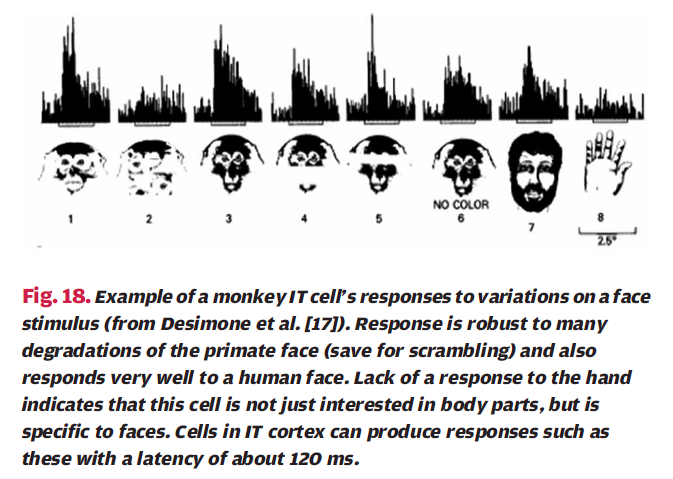 1 2 3 4 5 NO COLOR 6 7 8
2.5°
Fig. 18. Example of a monkey IT cell's responses to variations on a face
stimulus (from Desimone et al. [17]). Response is robust to many
degradations of the primate face (save for scrambling) and also
responds very well to a human face. Lack of a response to the hand
indicates that this cell is not just interested in body parts, but is
specific to faces. Cells in IT cortex can produce responses such as
these with a latency of about 120 ms.